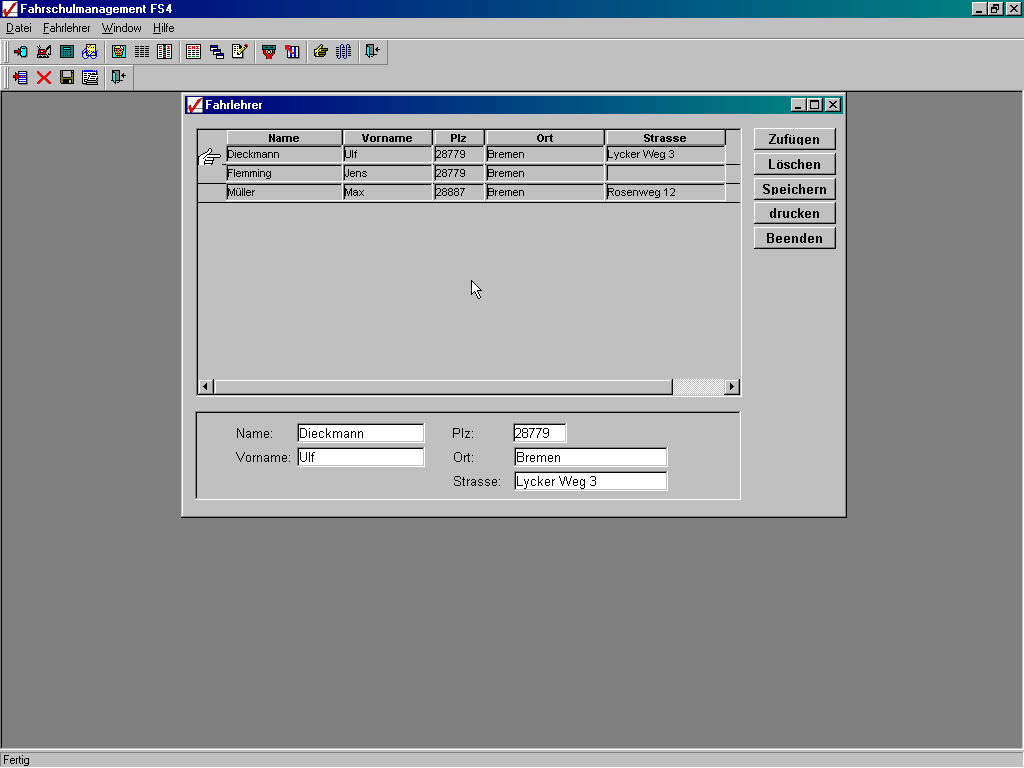 Fahrschulmanagement FS4
Datei Fahrlehrer Window Hilfe
Fahrlehrer
Name Vorname Plz Ort Strasse
Dieckmann Ulf 28779 Bremen Lycker Weg 3
Flemming Jens 28779 Bremen
Müller Max 28887 Bremen Rosenweg 12
Zufügen
Löschen
Speichern
drucken
Beenden
Name: Dieckmann Plz: 28779
Vorname: Ulf Ort: Bremen
Strasse: Lycker Weg 3
Fertig